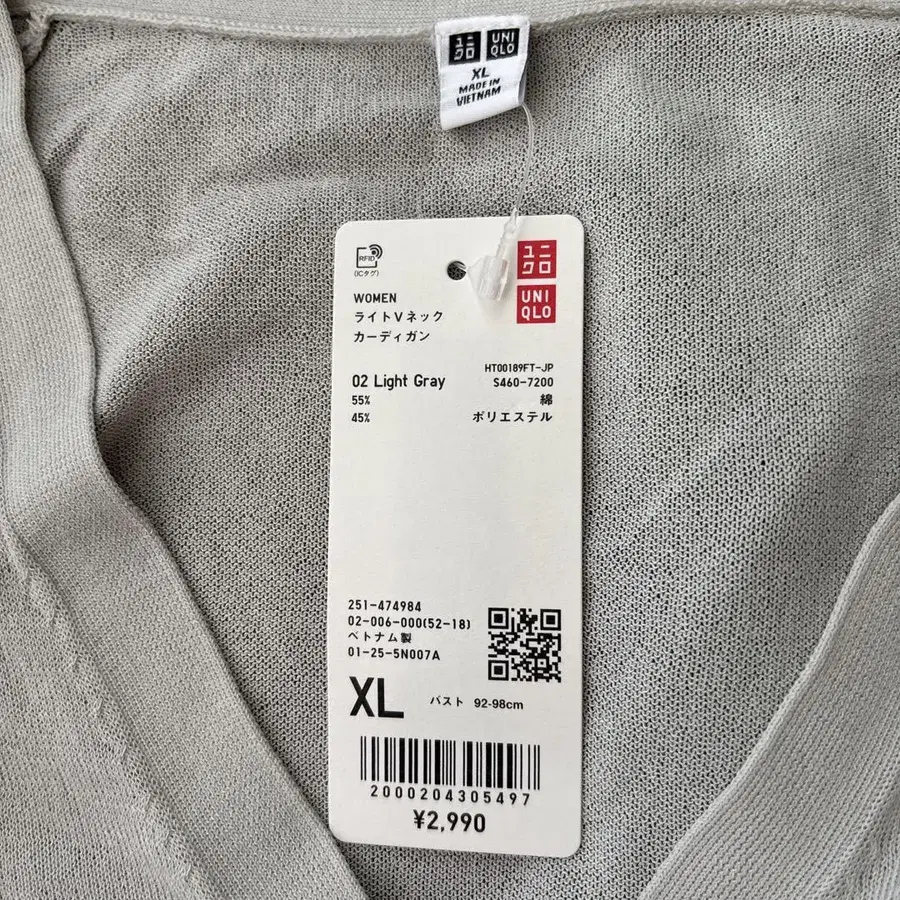 ユニ
クロ
UNI
QLO
XL
MADE IN
VIETNAM
RFID
(ICタグ)
ユニ
クロ
UNI
QLO
WOMEN
ライトVネック
カーディガン
HT00189FT-JP
02 Light Gray
S460-7200
55% 綿
45% ポリエステル
251-474984
02-006-000(52-18)
ベトナム製
01-25-5N007A
XL バスト 92-98cm
2000204305497
¥2,990